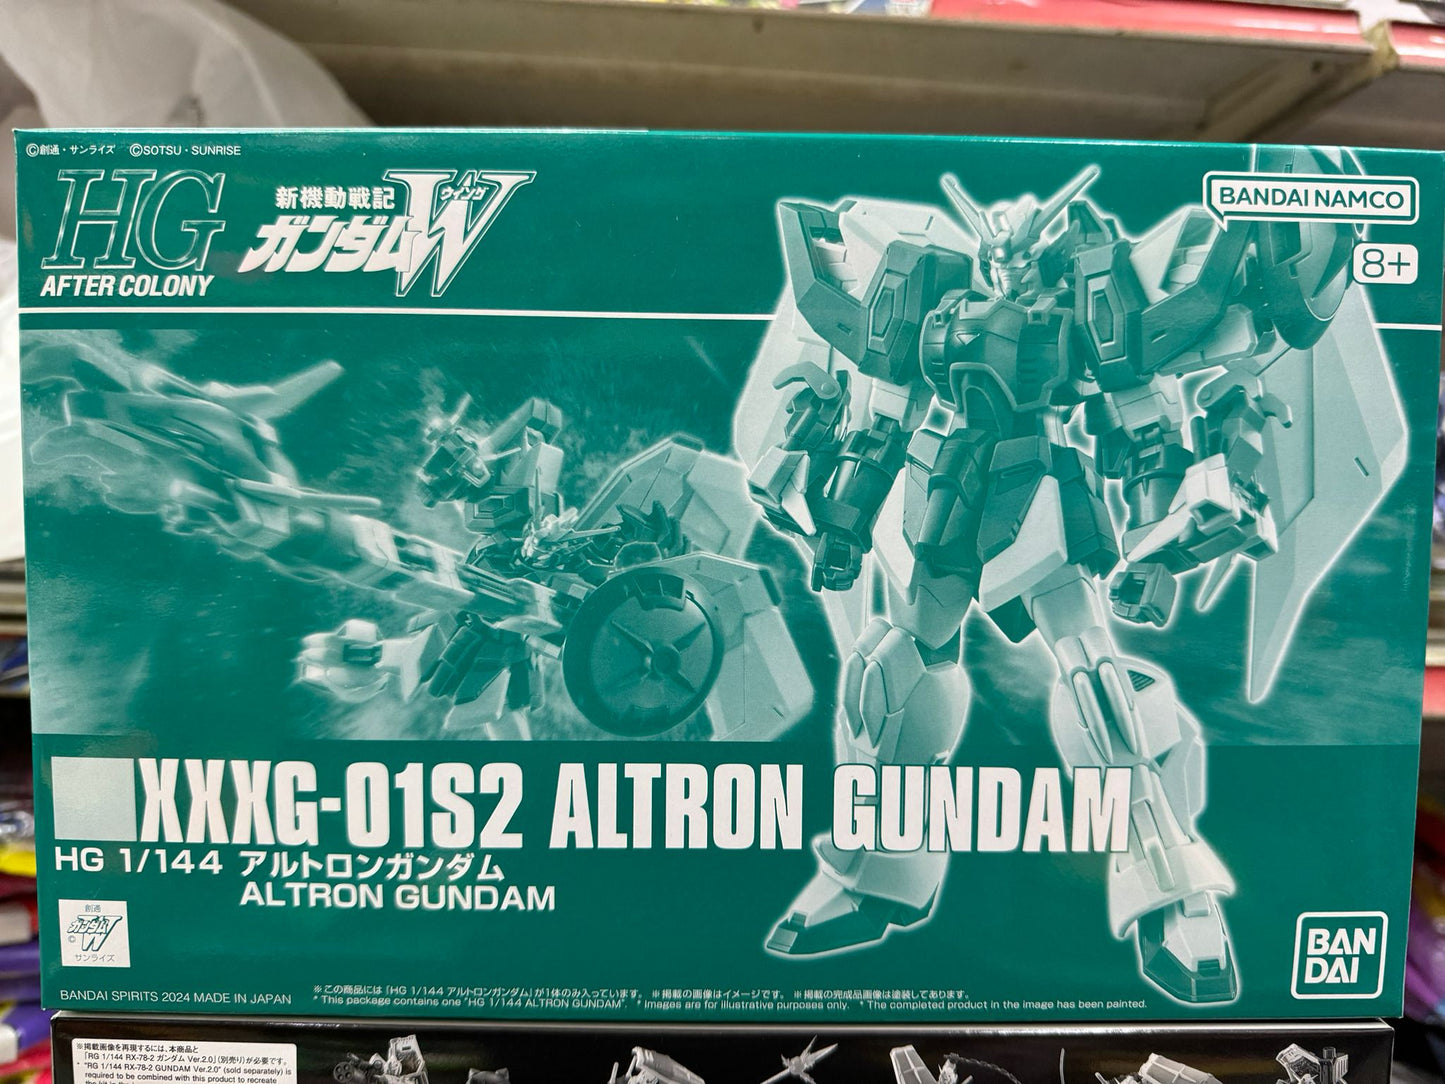 ©創通・サンライズ ©SOTSU・SUNRISE
HG
AFTER COLONY
新機動戦記
ガンダムW
ウイング
BANDAI NAMCO
8+
XXXG-01S2 ALTRON GUNDAM
HG 1/144 アルトロンガンダム
ALTRON GUNDAM
創通
ガンダムW
©
サンライズ
BANDAI SPIRITS 2024 MADE IN JAPAN
※この商品には「HG 1/144 アルトロンガンダム」が1体のみ入っています。 ※掲載の画像はイメージです。 ※掲載の完成品画像は塗装してあります。
* This package contains one "HG 1/144 ALTRON GUNDAM". * Images are for illustrative purposes only. * The completed product in the image has been painted.
BAN
DAI
※掲載画像を再現するには、本商品と
「RG 1/144 RX-78-2 ガンダム Ver.2.0」(別売り)が必要です。
* "RG 1/144 RX-78-2 GUNDAM Ver.2.0" (sold separately) is
required to be combined with this product to recreate